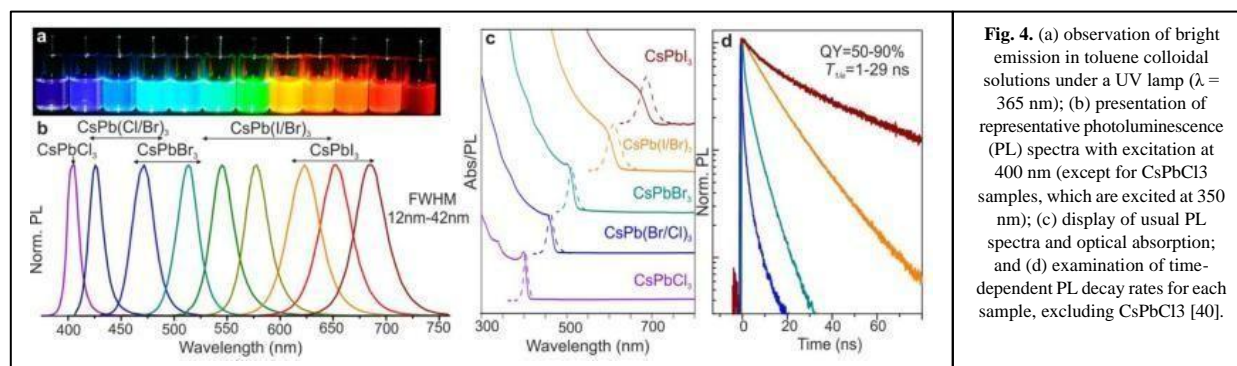 a
CsPb(Cl/Br)₃
CsPb(I/Br)₃
b
CsPbCl₃
CsPbBr₃
CsPbI₃
FWHM
12nm-42nm
Norm. PL
400 450 500 550 600 650 700 750
Wavelength (nm)
c
CsPbI₃
CsPb(I/Br)₃
CsPbBr₃
CsPb(Br/Cl)₃
CsPbCl₃
Abs/PL
300 500 700
Wavelength (nm)
d
QY=50-90%
T₁/ₑ=1-29 ns
Norm. PL
0 20 40 60
Time (ns)
Fig. 4. (a) observation of bright
emission in toluene colloidal
solutions under a UV lamp (λ =
365 nm); (b) presentation of
representative photoluminescence
(PL) spectra with excitation at
400 nm (except for CsPbCl3
samples, which are excited at 350
nm); (c) display of usual PL
spectra and optical absorption;
and (d) examination of time-
dependent PL decay rates for each
sample, excluding CsPbCl3 [40].